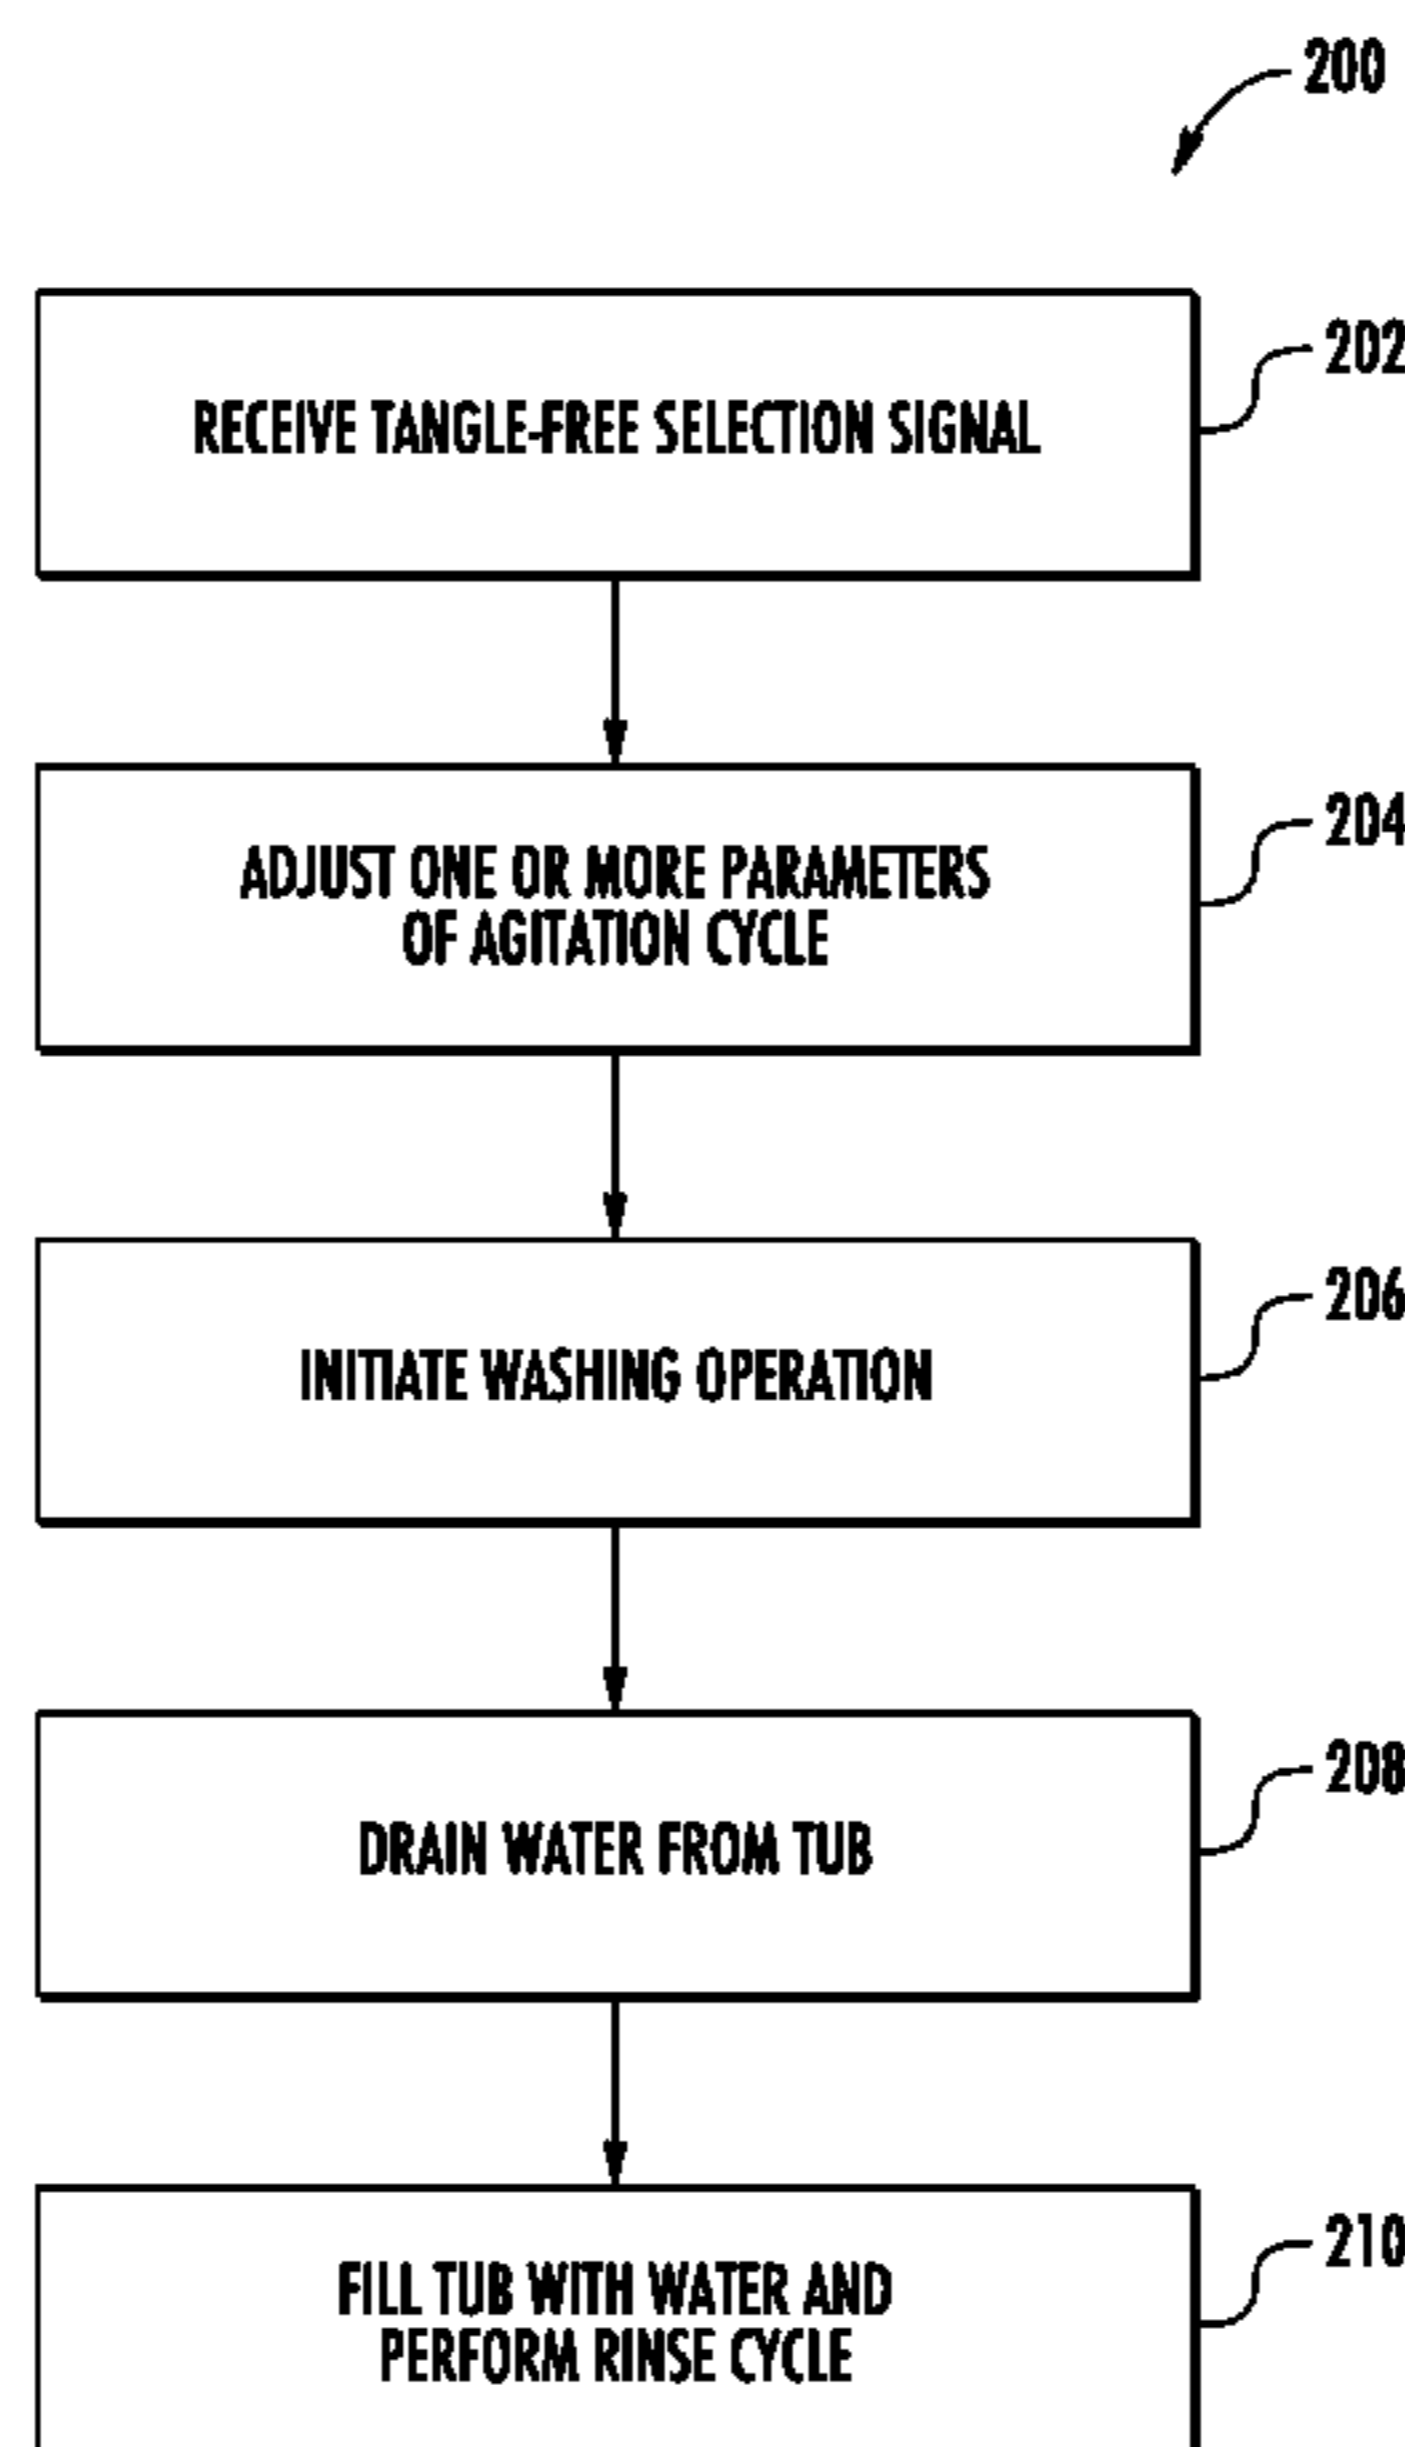 200
RECEIVE TANGLE-FREE SELECTION SIGNAL
202
ADJUST ONE OR MORE PARAMETERS
OF AGITATION CYCLE
204
INITIATE WASHING OPERATION
206
DRAIN WATER FROM TUB
208
FILL TUB WITH WATER AND
PERFORM RINSE CYCLE
210